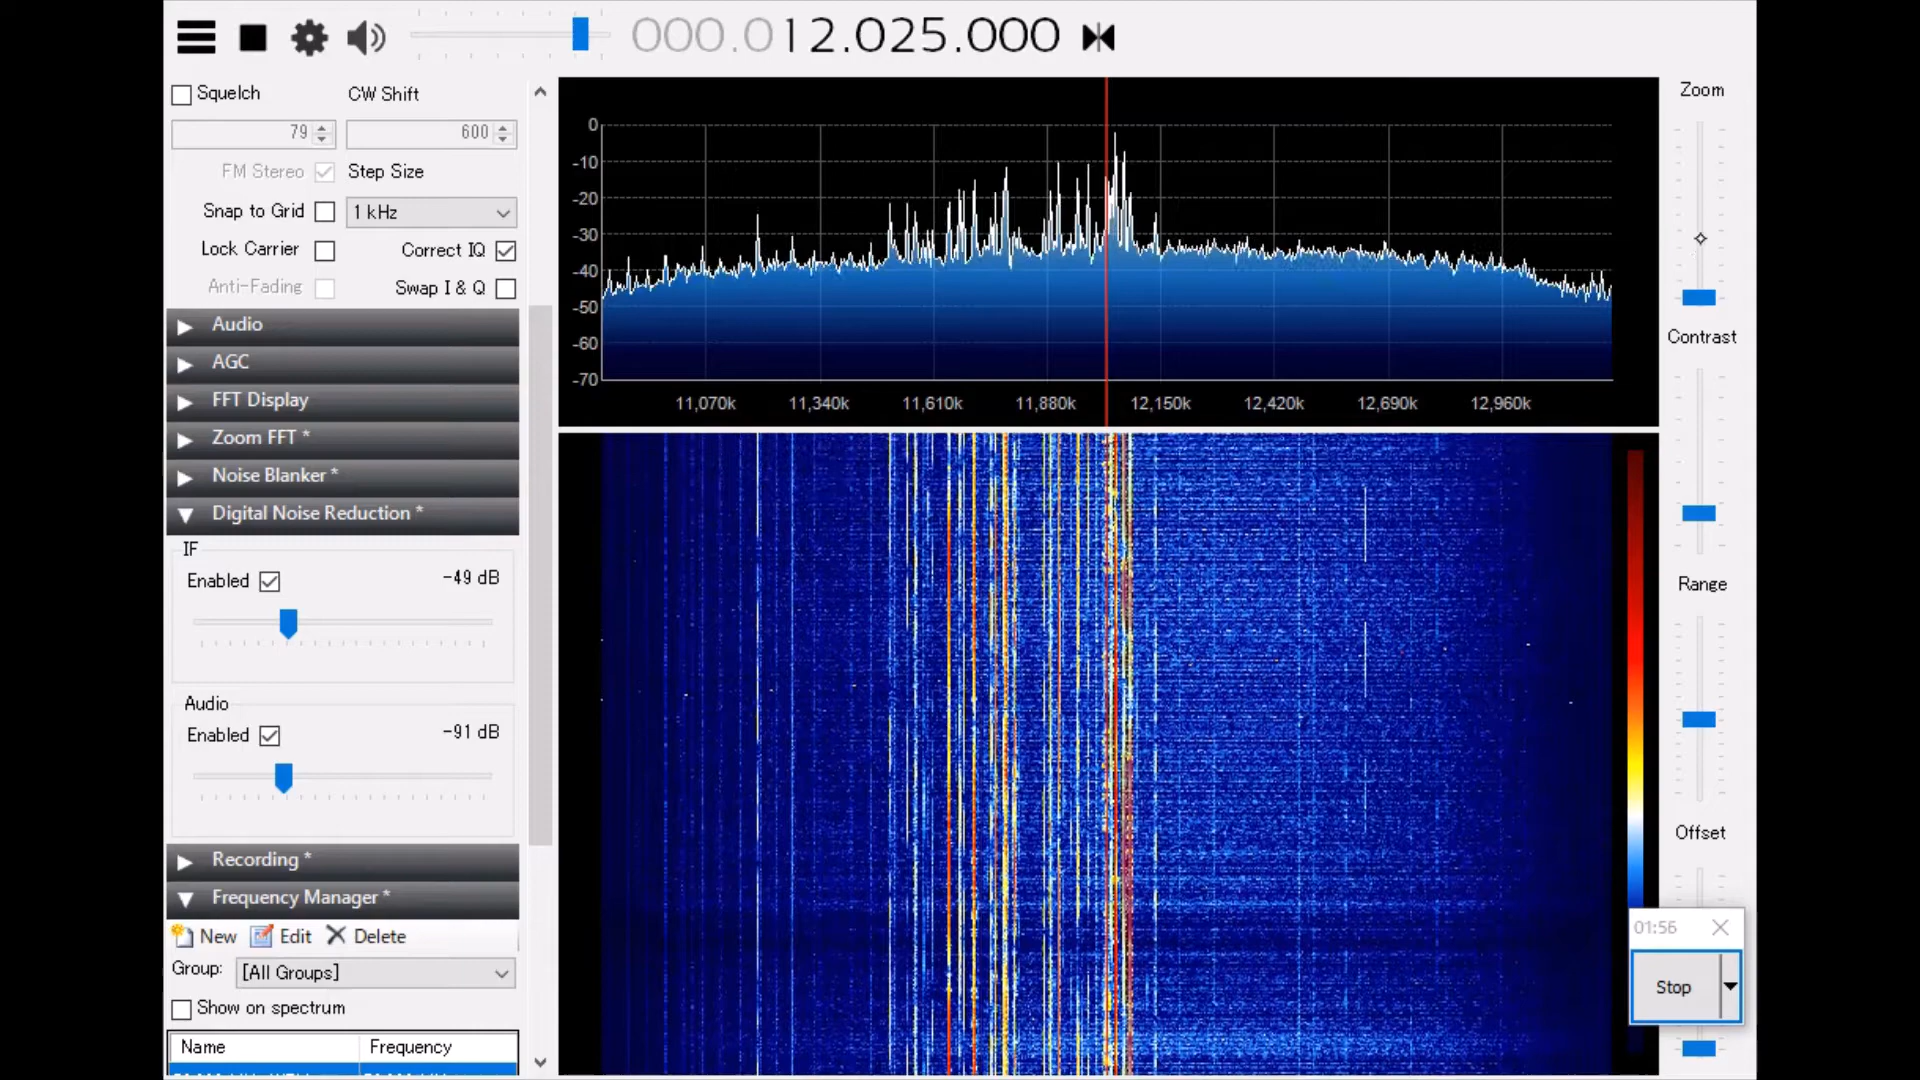 000.012.025.000
Squelch
CW Shift
79
600
FM Stereo
Step Size
Snap to Grid
1 kHz
Lock Carrier
Correct IQ
Anti-Fading
Swap I & Q
Audio
AGC
FFT Display
Zoom FFT *
Noise Blanker *
Digital Noise Reduction *
IF
Enabled
-49 dB
Audio
Enabled
-91 dB
Recording *
Frequency Manager *
New
Edit
Delete
Group:
[All Groups]
Show on spectrum
Name
Frequency
0
-10
-20
-30
-40
-50
-60
-70
11,070k
11,340k
11,610k
11,880k
12,150k
12,420k
12,690k
12,960k
Zoom
Contrast
Range
Offset
01:56
Stop